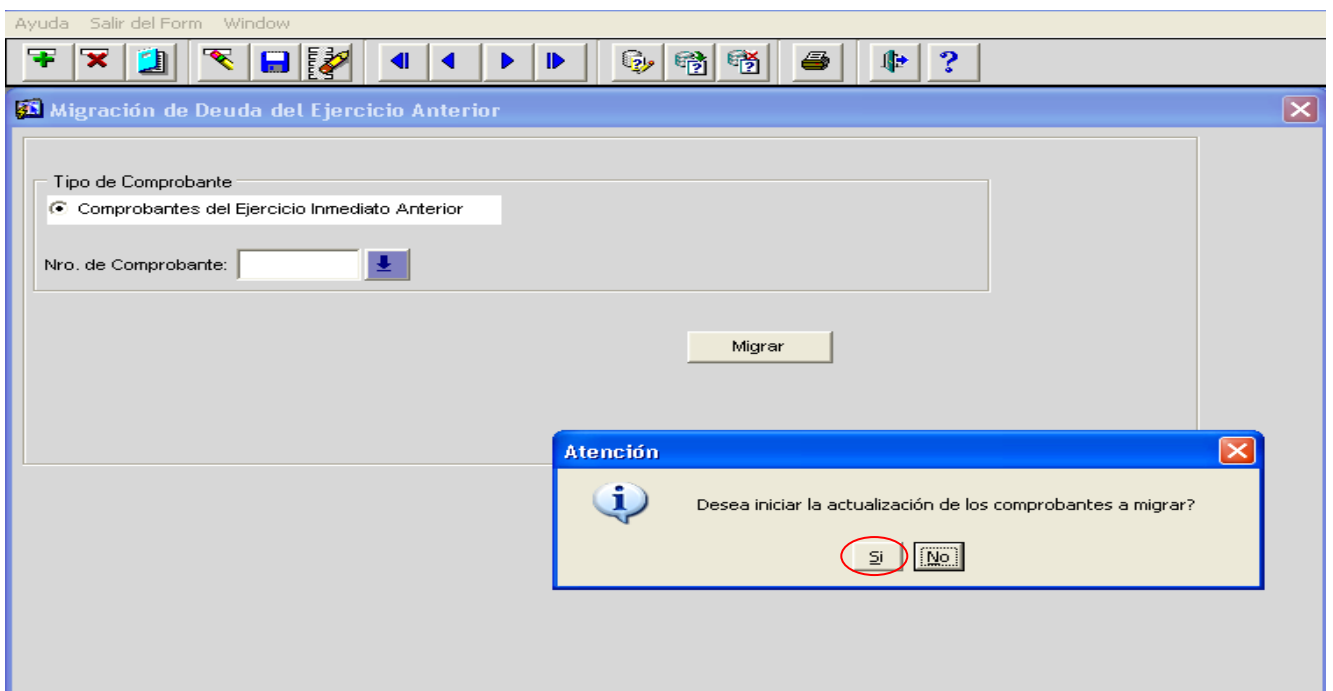 Ayuda Salir del Form Window
Migración de Deuda del Ejercicio Anterior
Tipo de Comprobante
Comprobantes del Ejercicio Inmediato Anterior
Nro. de Comprobante:
Migrar
Atención
Desea iniciar la actualización de los comprobantes a migrar?
Si No